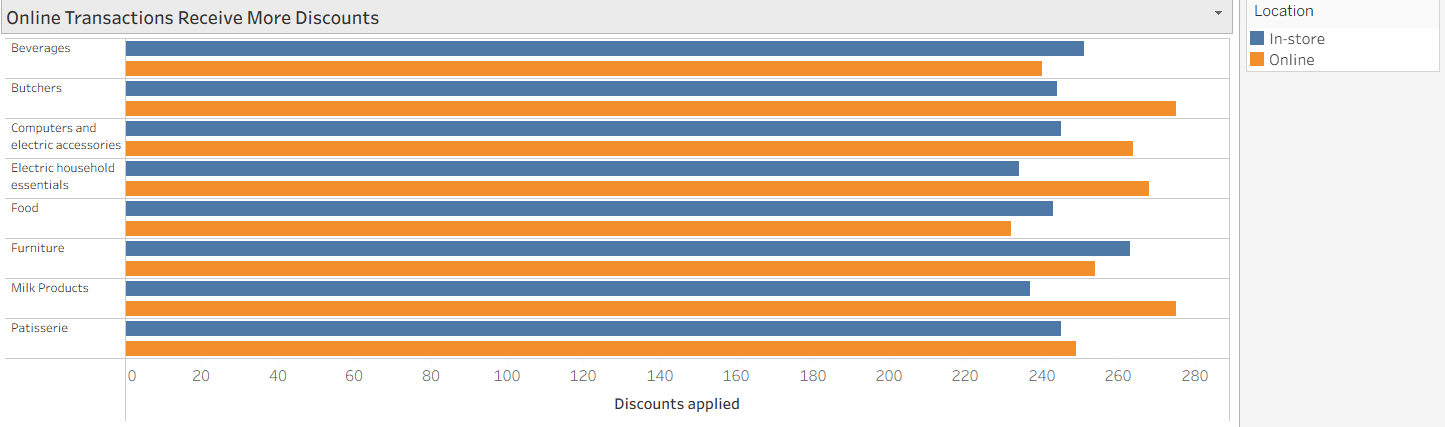 Online Transactions Receive More Discounts
Location
In-store
Online
Beverages
Butchers
Computers and
electric accessories
Electric household
essentials
Food
Furniture
Milk Products
Patisserie
0 20 40 60 80 100 120 140 160 180 200 220 240 260 280
Discounts applied